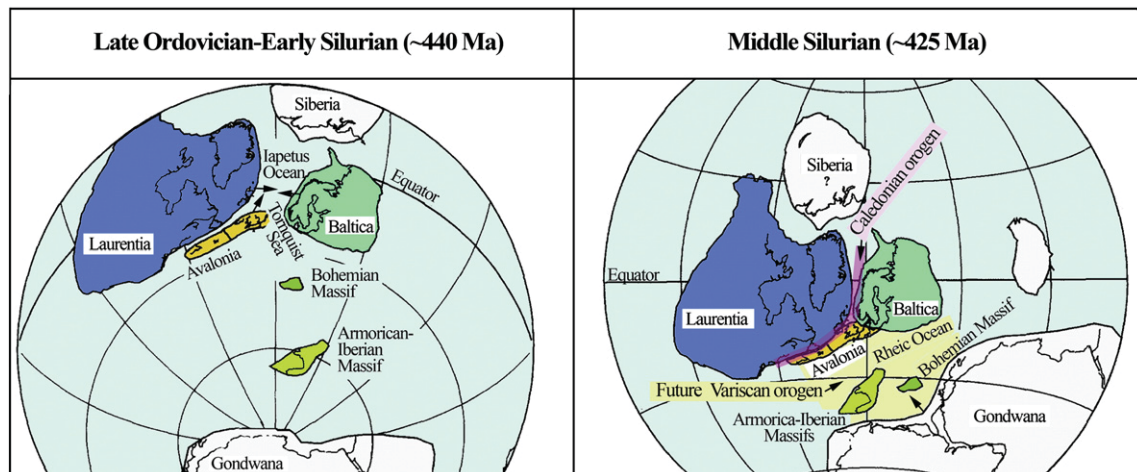 Late Ordovician-Early Silurian (~440 Ma)
Siberia
Iapetus
Ocean
Equator
Laurentia
Baltica
Tornquist
Sea
Avalonia
Bohemian
Massif
Armorican-
Iberian
Massif
Gondwana
Middle Silurian (~425 Ma)
Siberia
?
Caledonian orogen
Equator
Laurentia
Baltica
Avalonia
Rheic Ocean
Bohemian Massif
Future Variscan orogen
Armorica-Iberian
Massifs
Gondwana